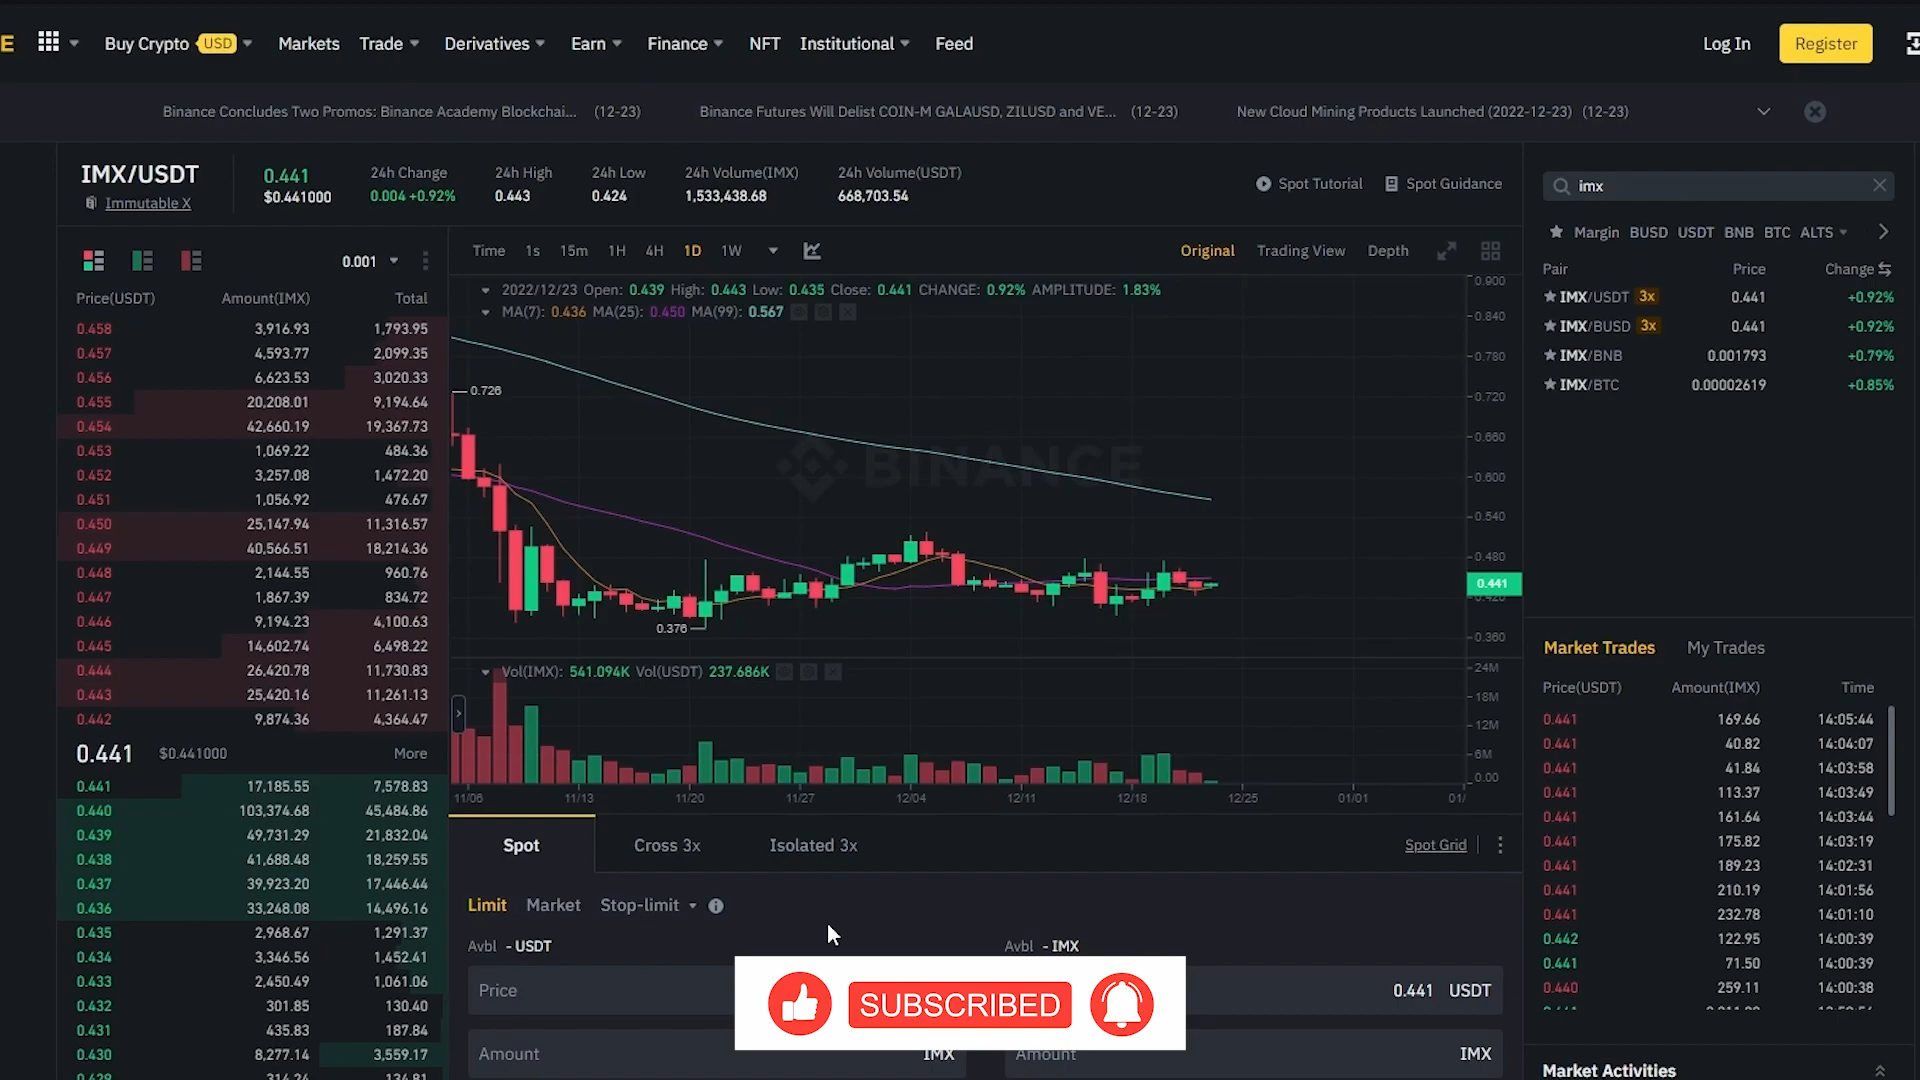 E Buy Crypto USD Markets Trade Derivatives Earn Finance NFT Institutional Feed Log In Register
Binance Concludes Two Promos: Binance Academy Blockchai... (12-23) Binance Futures Will Delist COIN-M GALAUSD, ZILUSD and VE... (12-23) New Cloud Mining Products Launched (2022-12-23) (12-23)
IMX/USDT
Immutable X
0.441
$0.441000
24h Change
0.004 +0.92%
24h High
0.443
24h Low
0.424
24h Volume(IMX)
1,533,438.68
24h Volume(USDT)
668,703.54
Spot Tutorial Spot Guidance
0.001
Price(USDT) Amount(IMX) Total
0.458 3,916.93 1,793.95
0.457 4,593.77 2,099.35
0.456 6,623.53 3,020.33
0.455 20,208.01 9,194.64
0.454 42,660.19 19,367.73
0.453 1,069.22 484.36
0.452 3,257.08 1,472.20
0.451 1,056.92 476.67
0.450 25,147.94 11,316.57
0.449 40,566.51 18,214.36
0.448 2,144.55 960.76
0.447 1,867.39 834.72
0.446 9,194.23 4,100.63
0.445 14,602.74 6,498.22
0.444 26,420.78 11,730.83
0.443 25,420.16 11,261.13
0.442 9,874.36 4,364.47
0.441 $0.441000 More
0.441 17,185.55 7,578.83
0.440 103,374.68 45,484.86
0.439 49,731.29 21,832.04
0.438 41,688.48 18,259.55
0.437 39,923.20 17,446.44
0.436 33,248.08 14,496.16
0.435 2,968.67 1,291.37
0.434 3,346.56 1,452.41
0.433 2,450.49 1,061.06
0.432 301.85 130.40
0.431 435.83 187.84
0.430 8,277.14 3,559.17
0.429 314.24 134.81
Time 1s 15m 1H 4H 1D 1W Original Trading View Depth
2022/12/23 Open: 0.439 High: 0.443 Low: 0.435 Close: 0.441 CHANGE: 0.92% AMPLITUDE: 1.83%
MA(7): 0.436 MA(25): 0.450 MA(99): 0.567
0.900
0.840
0.780
0.720
0.660
0.600
0.540
0.480
0.441
0.420
0.360
0.726
BINANCE
0.376
Vol(IMX): 541.094K Vol(USDT) 237.686K
24M
18M
12M
6M
0.00
11/06 11/13 11/20 11/27 12/04 12/11 12/18 12/25 01/01 01/
Spot Cross 3x Isolated 3x Spot Grid
Limit Market Stop-limit
Avbl - USDT Avbl - IMX
Price 0.441 USDT
Amount IMX Amount IMX
SUBSCRIBED
imx
Margin BUSD USDT BNB BTC ALTS
Pair Price Change
IMX/USDT 3x 0.441 +0.92%
IMX/BUSD 3x 0.441 +0.92%
IMX/BNB 0.001793 +0.79%
IMX/BTC 0.00002619 +0.85%
Market Trades My Trades
Price(USDT) Amount(IMX) Time
0.441 169.66 14:05:44
0.441 40.82 14:04:07
0.441 41.84 14:03:58
0.441 113.37 14:03:49
0.441 161.64 14:03:44
0.441 175.82 14:03:19
0.441 189.23 14:02:31
0.441 210.19 14:01:56
0.441 232.78 14:01:10
0.442 122.95 14:00:39
0.441 71.50 14:00:39
0.440 259.11 14:00:38
Market Activities